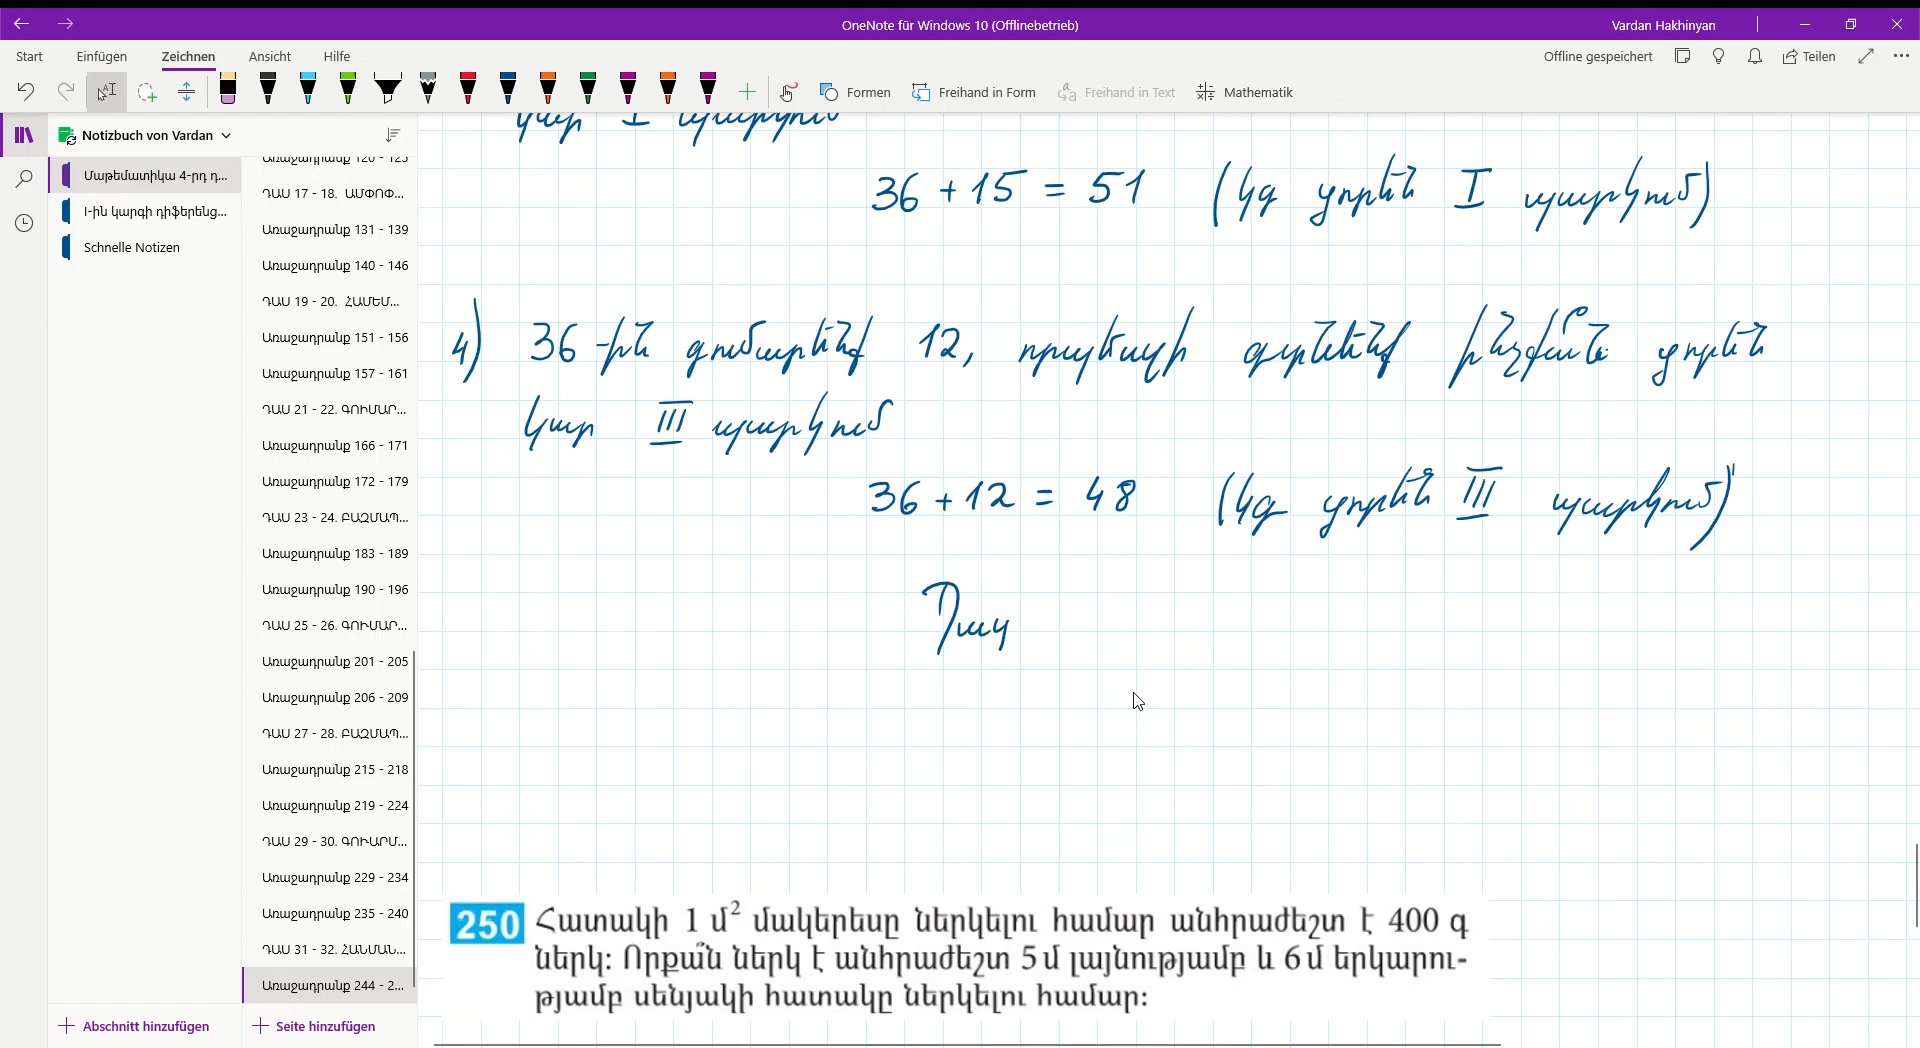 OneNote für Windows 10 (Offlinebetrieb)
Vardan Hakhinyan
Start Einfügen Zeichnen Ansicht Hilfe
Offline gespeichert Teilen
Formen Freihand in Form Freihand in Text Mathematik
Notizbuch von Vardan
Մաթեմատիկա 4-րդ դ...
I-ին կարգի դիֆերենց...
Schnelle Notizen
Առաջադրանք 120 - 125
ԴԱՍ 17 - 18. ԱՄՓՈՓ...
Առաջադրանք 131 - 139
Առաջադրանք 140 - 146
ԴԱՍ 19 - 20. ՀԱՄԵՄ...
Առաջադրանք 151 - 156
Առաջադրանք 157 - 161
ԴԱՍ 21 - 22. ԳՈՒՄԱՐ...
Առաջադրանք 166 - 171
Առաջադրանք 172 - 179
ԴԱՍ 23 - 24. ԲԱԶՄԱՊ...
Առաջադրանք 183 - 189
Առաջադրանք 190 - 196
ԴԱՍ 25 - 26. ԳՈՒՄԱՐ...
Առաջադրանք 201 - 205
Առաջադրանք 206 - 209
ԴԱՍ 27 - 28. ԲԱԶՄԱՊ...
Առաջադրանք 215 - 218
Առաջադրանք 219 - 224
ԴԱՍ 29 - 30. ԳՈՒԱՐՄ...
Առաջադրանք 229 - 234
Առաջադրանք 235 - 240
ԴԱՍ 31 - 32. ՀԱՆՄԱՆ...
Առաջադրանք 244 - 2...
Abschnitt hinzufügen
Seite hinzufügen
կար I պարկում
36 + 15 = 51 (կգ ցորեն I պարկում)
4) 36-ին գումարենք 12, որպեսզի գտնենք ինչքա՞ն ցորեն
կար III պարկում
36 + 12 = 48 (կգ ցորեն III պարկում)
Պատ
250 Հատակի 1 մ² մակերեսը ներկելու համար անհրաժեշտ է 400 գ
ներկ: Որքա՞ն ներկ է անհրաժեշտ 5 մ լայնությամբ և 6 մ երկարու-
թյամբ սենյակի հատակը ներկելու համար: